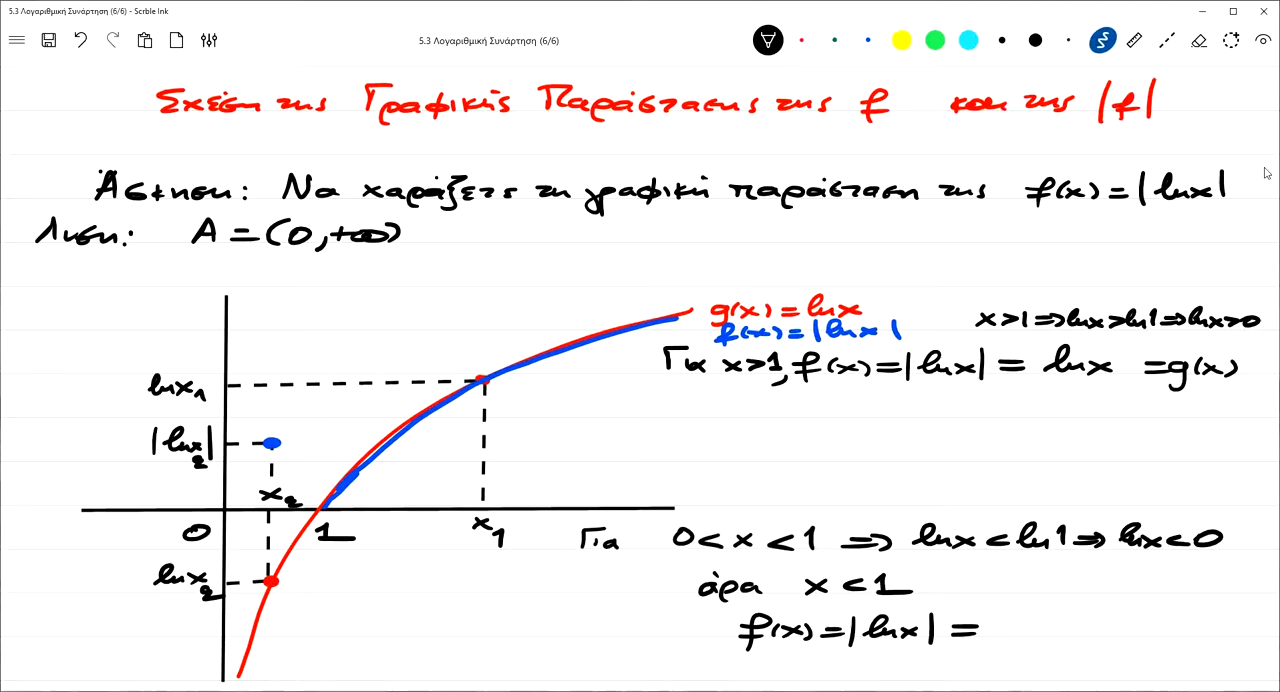 5.3 Λογαριθμική Συνάρτηση (6/6) - Scrble Ink
5.3 Λογαριθμική Συνάρτηση (6/6)
Σχέση της Γραφικής Παράστασης της f και της |f|
Άσκηση: Να χαράξετε τη γραφική παράσταση της f(x)=|lnx|
Λύση: A=(0,+∞)
g(x)=lnx
f(x)=|lnx|
x>1⇒lnx>ln1⇒lnx>0
Για x>1, f(x)=|lnx|= lnx =g(x)
lnx₁
|lnx₂|
x₂
0 1 x₁
lnx₂
Για 0<x<1 ⇒ lnx<ln1⇒lnx<0
άρα x<1
f(x)=|lnx|=